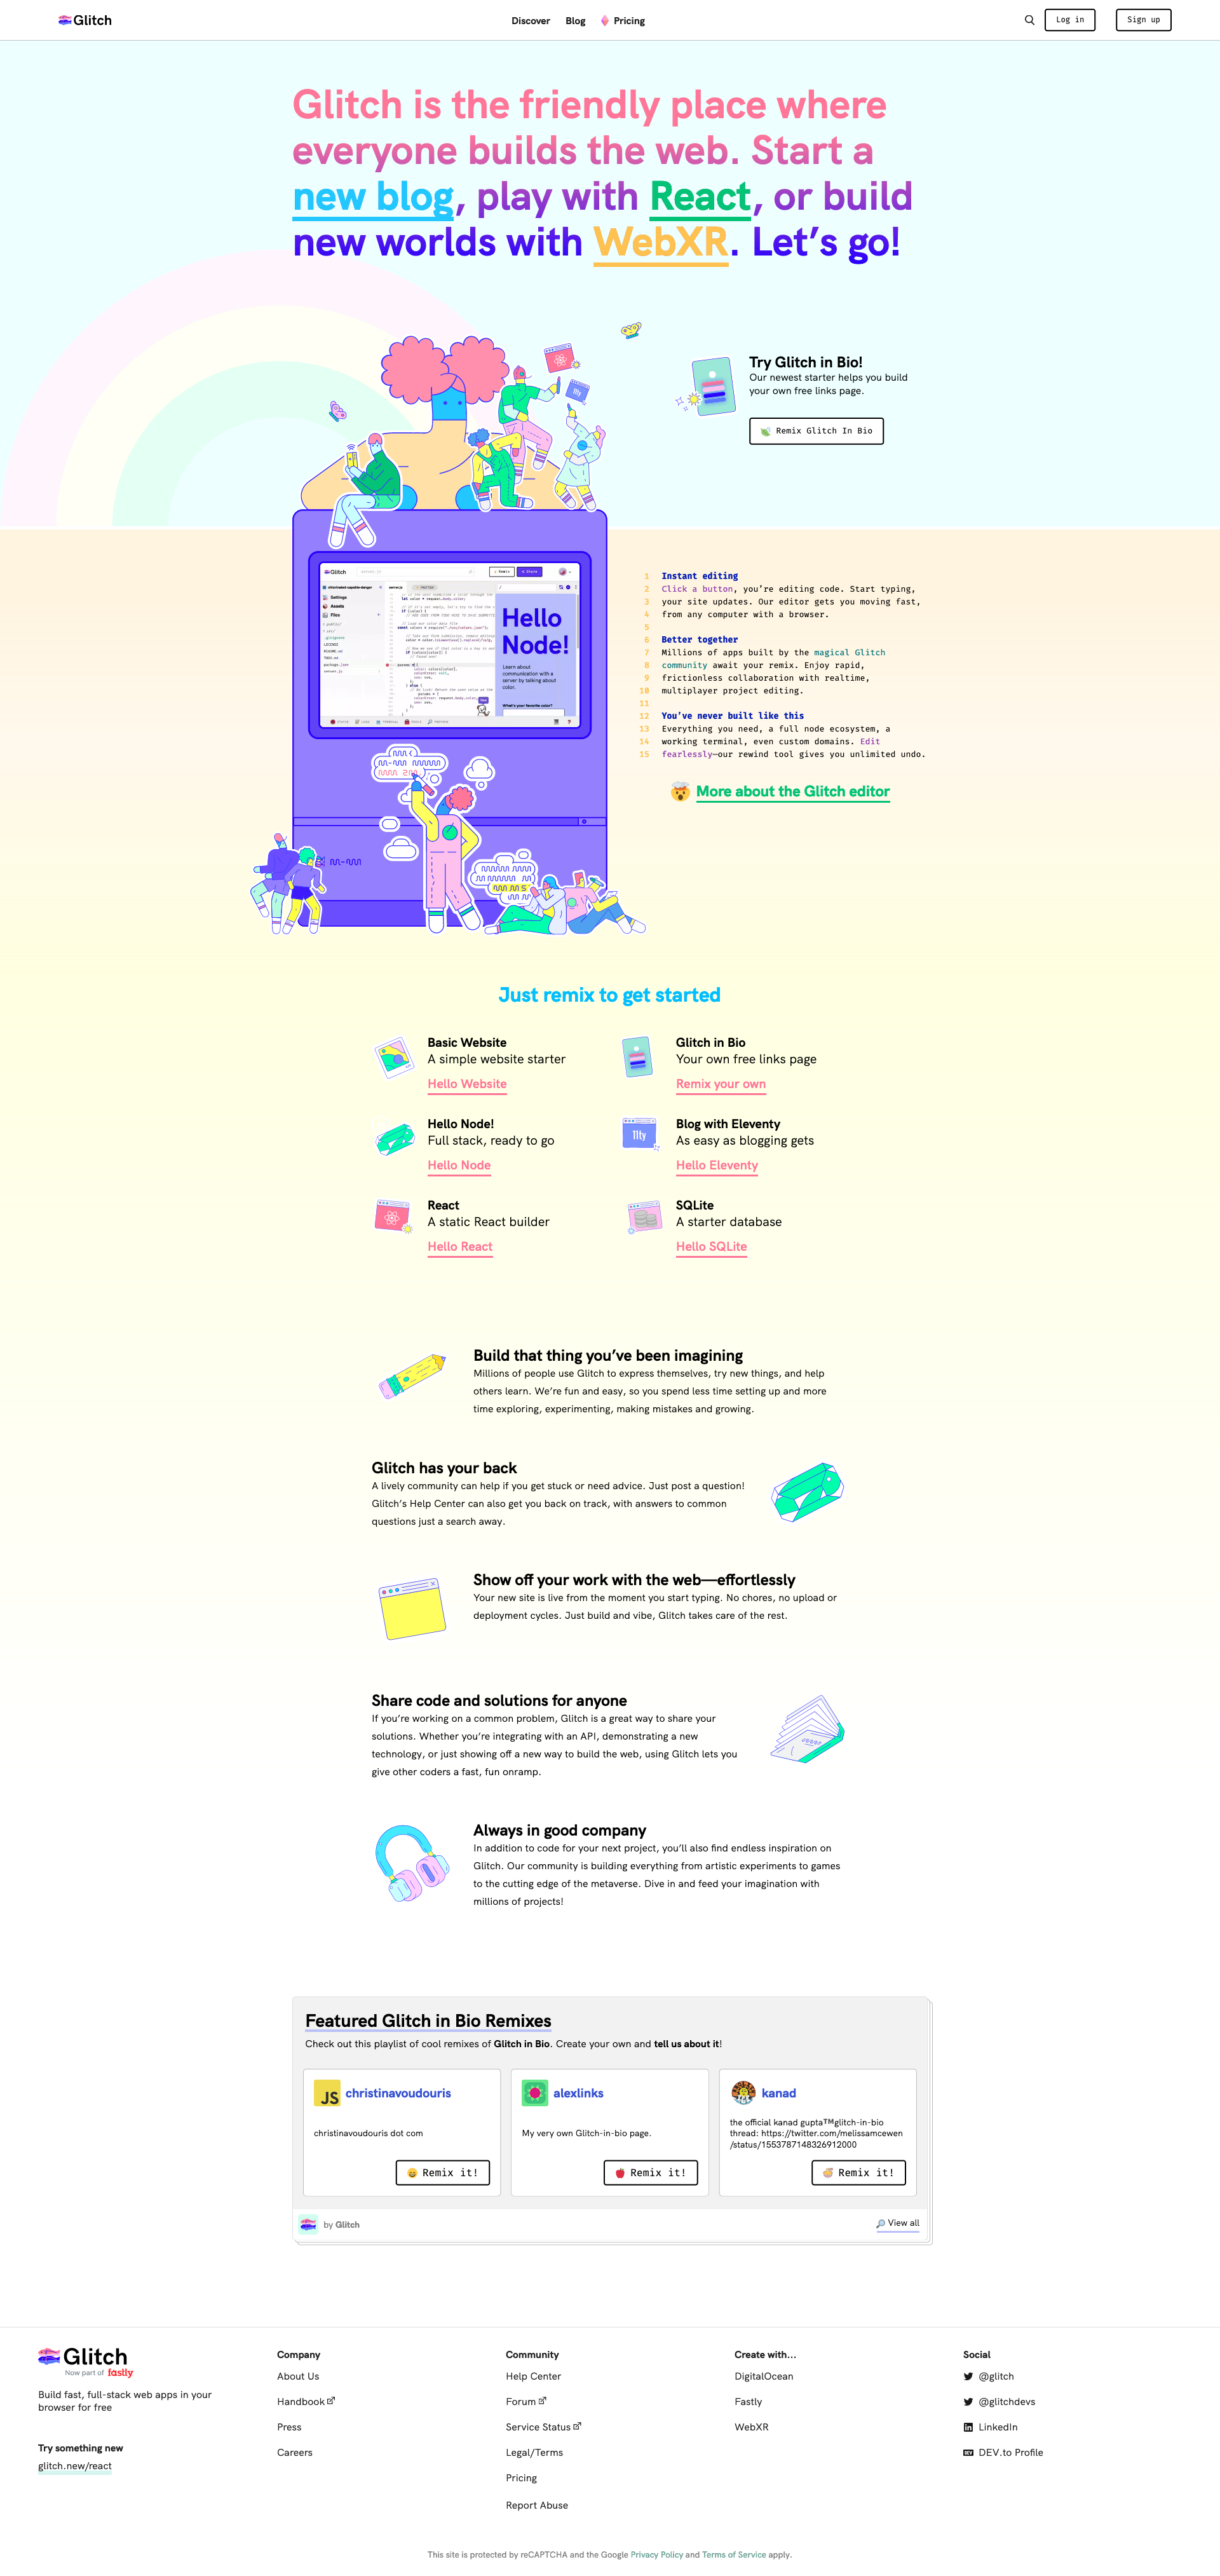 Glitch
Discover Blog Pricing
Log in
Sign up
Glitch is the friendly place where
everyone builds the web. Start a
new blog, play with React, or build
new worlds with WebXR. Let’s go!
Try Glitch in Bio!
Our newest starter helps you build
your own free links page.
Remix Glitch In Bio
Glitch
Settings
Assets
Files
Hello
Node!
Learn about
communication with a
server by talking about
color.
What's your favorite color?
1 Instant editing
2 Click a button, you’re editing code. Start typing,
3 your site updates. Our editor gets you moving fast,
4 from any computer with a browser.
5
6 Better together
7 Millions of apps built by the magical Glitch
8 community await your remix. Enjoy rapid,
9 frictionless collaboration with realtime,
10 multiplayer project editing.
11
12 You’ve never built like this
13 Everything you need, a full node ecosystem, a
14 working terminal, even custom domains. Edit
15 fearlessly—our rewind tool gives you unlimited undo.
More about the Glitch editor
Just remix to get started
Basic Website
A simple website starter
Hello Website
Glitch in Bio
Your own free links page
Remix your own
Hello Node!
Full stack, ready to go
Hello Node
11ty
Blog with Eleventy
As easy as blogging gets
Hello Eleventy
React
A static React builder
Hello React
SQLite
A starter database
Hello SQLite
Build that thing you’ve been imagining
Millions of people use Glitch to express themselves, try new things, and help
others learn. We’re fun and easy, so you spend less time setting up and more
time exploring, experimenting, making mistakes and growing.
Glitch has your back
A lively community can help if you get stuck or need advice. Just post a question!
Glitch’s Help Center can also get you back on track, with answers to common
questions just a search away.
Show off your work with the web—effortlessly
Your new site is live from the moment you start typing. No chores, no upload or
deployment cycles. Just build and vibe, Glitch takes care of the rest.
Share code and solutions for anyone
If you’re working on a common problem, Glitch is a great way to share your
solutions. Whether you’re integrating with an API, demonstrating a new
technology, or just showing off a new way to build the web, using Glitch lets you
give other coders a fast, fun onramp.
Always in good company
In addition to code for your next project, you’ll also find endless inspiration on
Glitch. Our community is building everything from artistic experiments to games
to the cutting edge of the metaverse. Dive in and feed your imagination with
millions of projects!
Featured Glitch in Bio Remixes
Check out this playlist of cool remixes of Glitch in Bio. Create your own and tell us about it!
JS christinavoudouris
christinavoudouris dot com
Remix it!
alexlinks
My very own Glitch-in-bio page.
Remix it!
kanad
the official kanad gupta™glitch-in-bio
thread: https://twitter.com/melissamcewen
/status/1553787148326912000
Remix it!
by Glitch
View all
Glitch
Now part of fastly
Build fast, full-stack web apps in your
browser for free
Try something new
glitch.new/react
Company
About Us
Handbook
Press
Careers
Community
Help Center
Forum
Service Status
Legal/Terms
Pricing
Report Abuse
Create with...
DigitalOcean
Fastly
WebXR
Social
@glitch
@glitchdevs
LinkedIn
DEV.to Profile
This site is protected by reCAPTCHA and the Google Privacy Policy and Terms of Service apply.